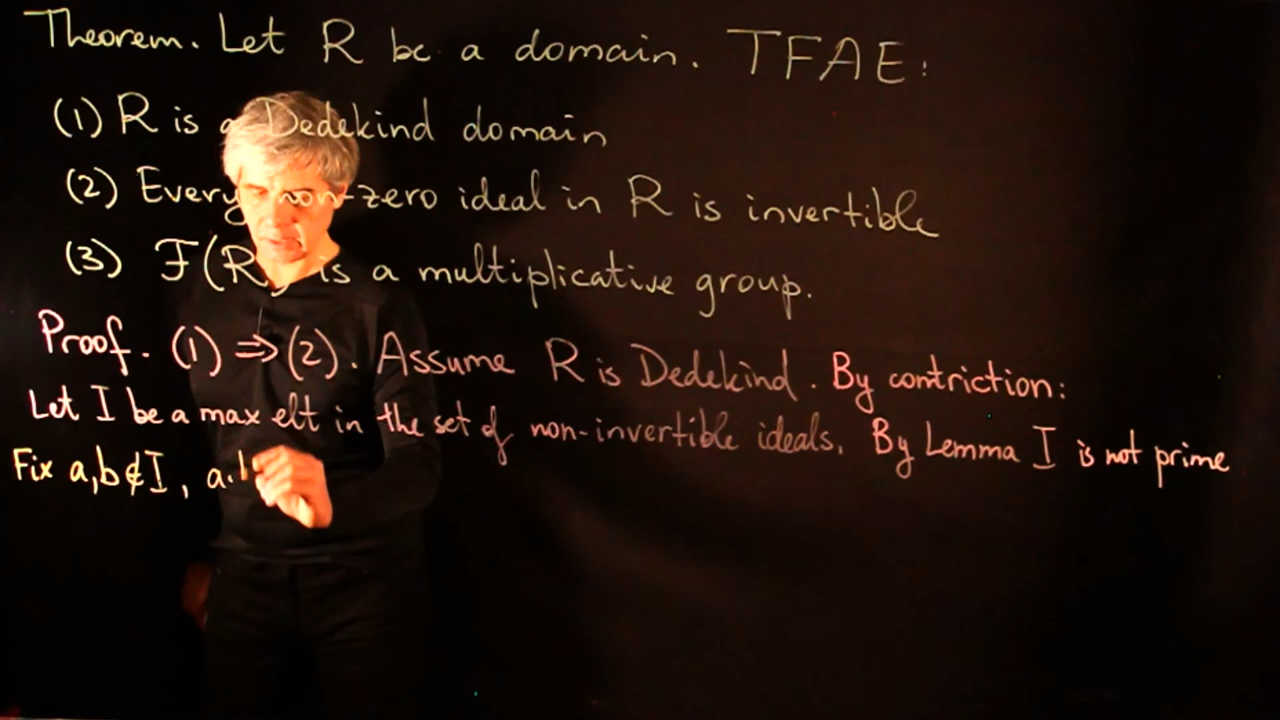 Theorem. Let R be a domain. TFAE:
(1) R is a Dedekind domain
(2) Every non-zero ideal in R is invertible
(3) F(R) is a multiplicative group.
Proof. (1) ⇒ (2). Assume R is Dedekind. By contriction:
Let I be a max elt in the set of non-invertible ideals. By Lemma I is not prime
Fix a,b∉I, a.